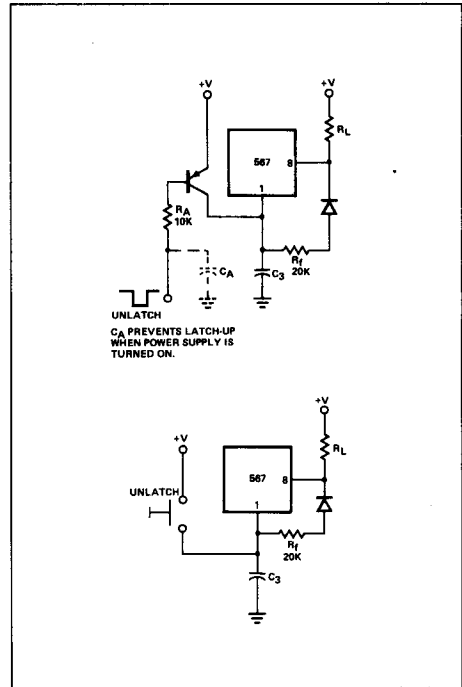 +V
+V
RL
567
8
1
RA
10K
Rf
20K
CA
C3
UNLATCH
CA PREVENTS LATCH-UP
WHEN POWER SUPPLY IS
TURNED ON.
+V
+V
RL
567
8
UNLATCH
1
Rf
20K
C3